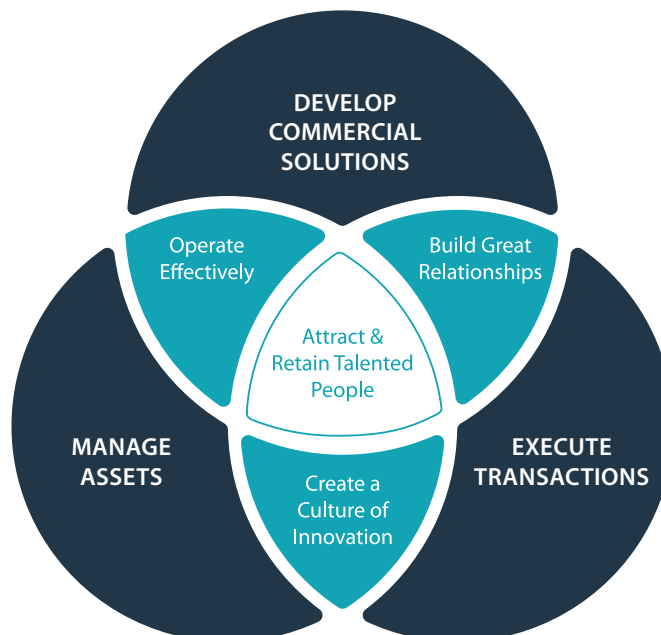 DEVELOP
COMMERCIAL
SOLUTIONS
Operate
Effectively
Build Great
Relationships
Attract &
Retain Talented
People
MANAGE
ASSETS
EXECUTE
TRANSACTIONS
Create a
Culture of
Innovation